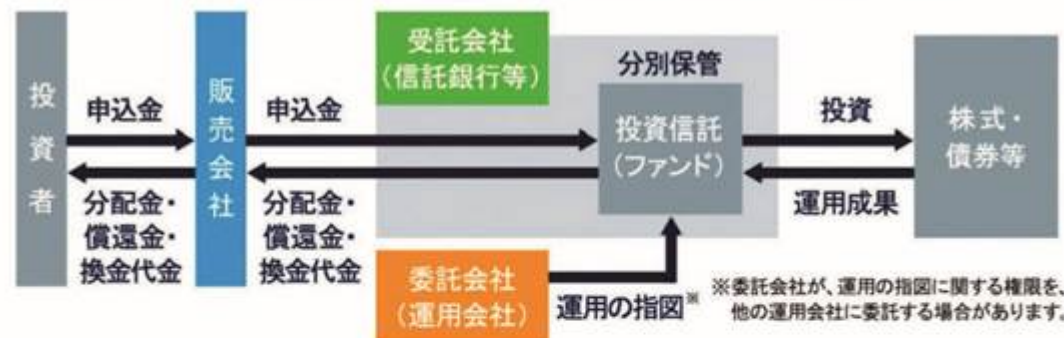 投資者
申込金
分配金・
償還金・
換金代金
販売会社
申込金
分配金・
償還金・
換金代金
受託会社
(信託銀行等)
分別保管
投資信託
(ファンド)
委託会社
(運用会社)
運用の指図※
投資
運用成果
株式・
債券等
※委託会社が、運用の指図に関する権限を、
他の運用会社に委託する場合があります。